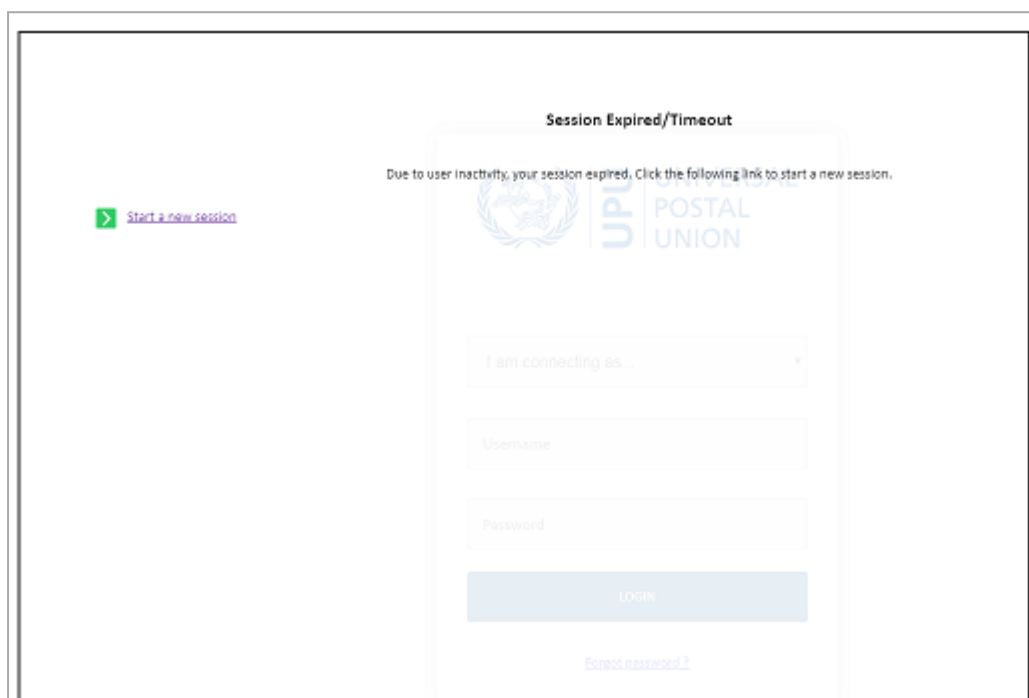 Session Expired/Timeout
Due to user inactivity, your session expired. Click the following link to start a new session.
Start a new session
UPU
UNIVERSAL
POSTAL
UNION
I am connecting as...
Username
Password
LOGIN
Forgot password ?